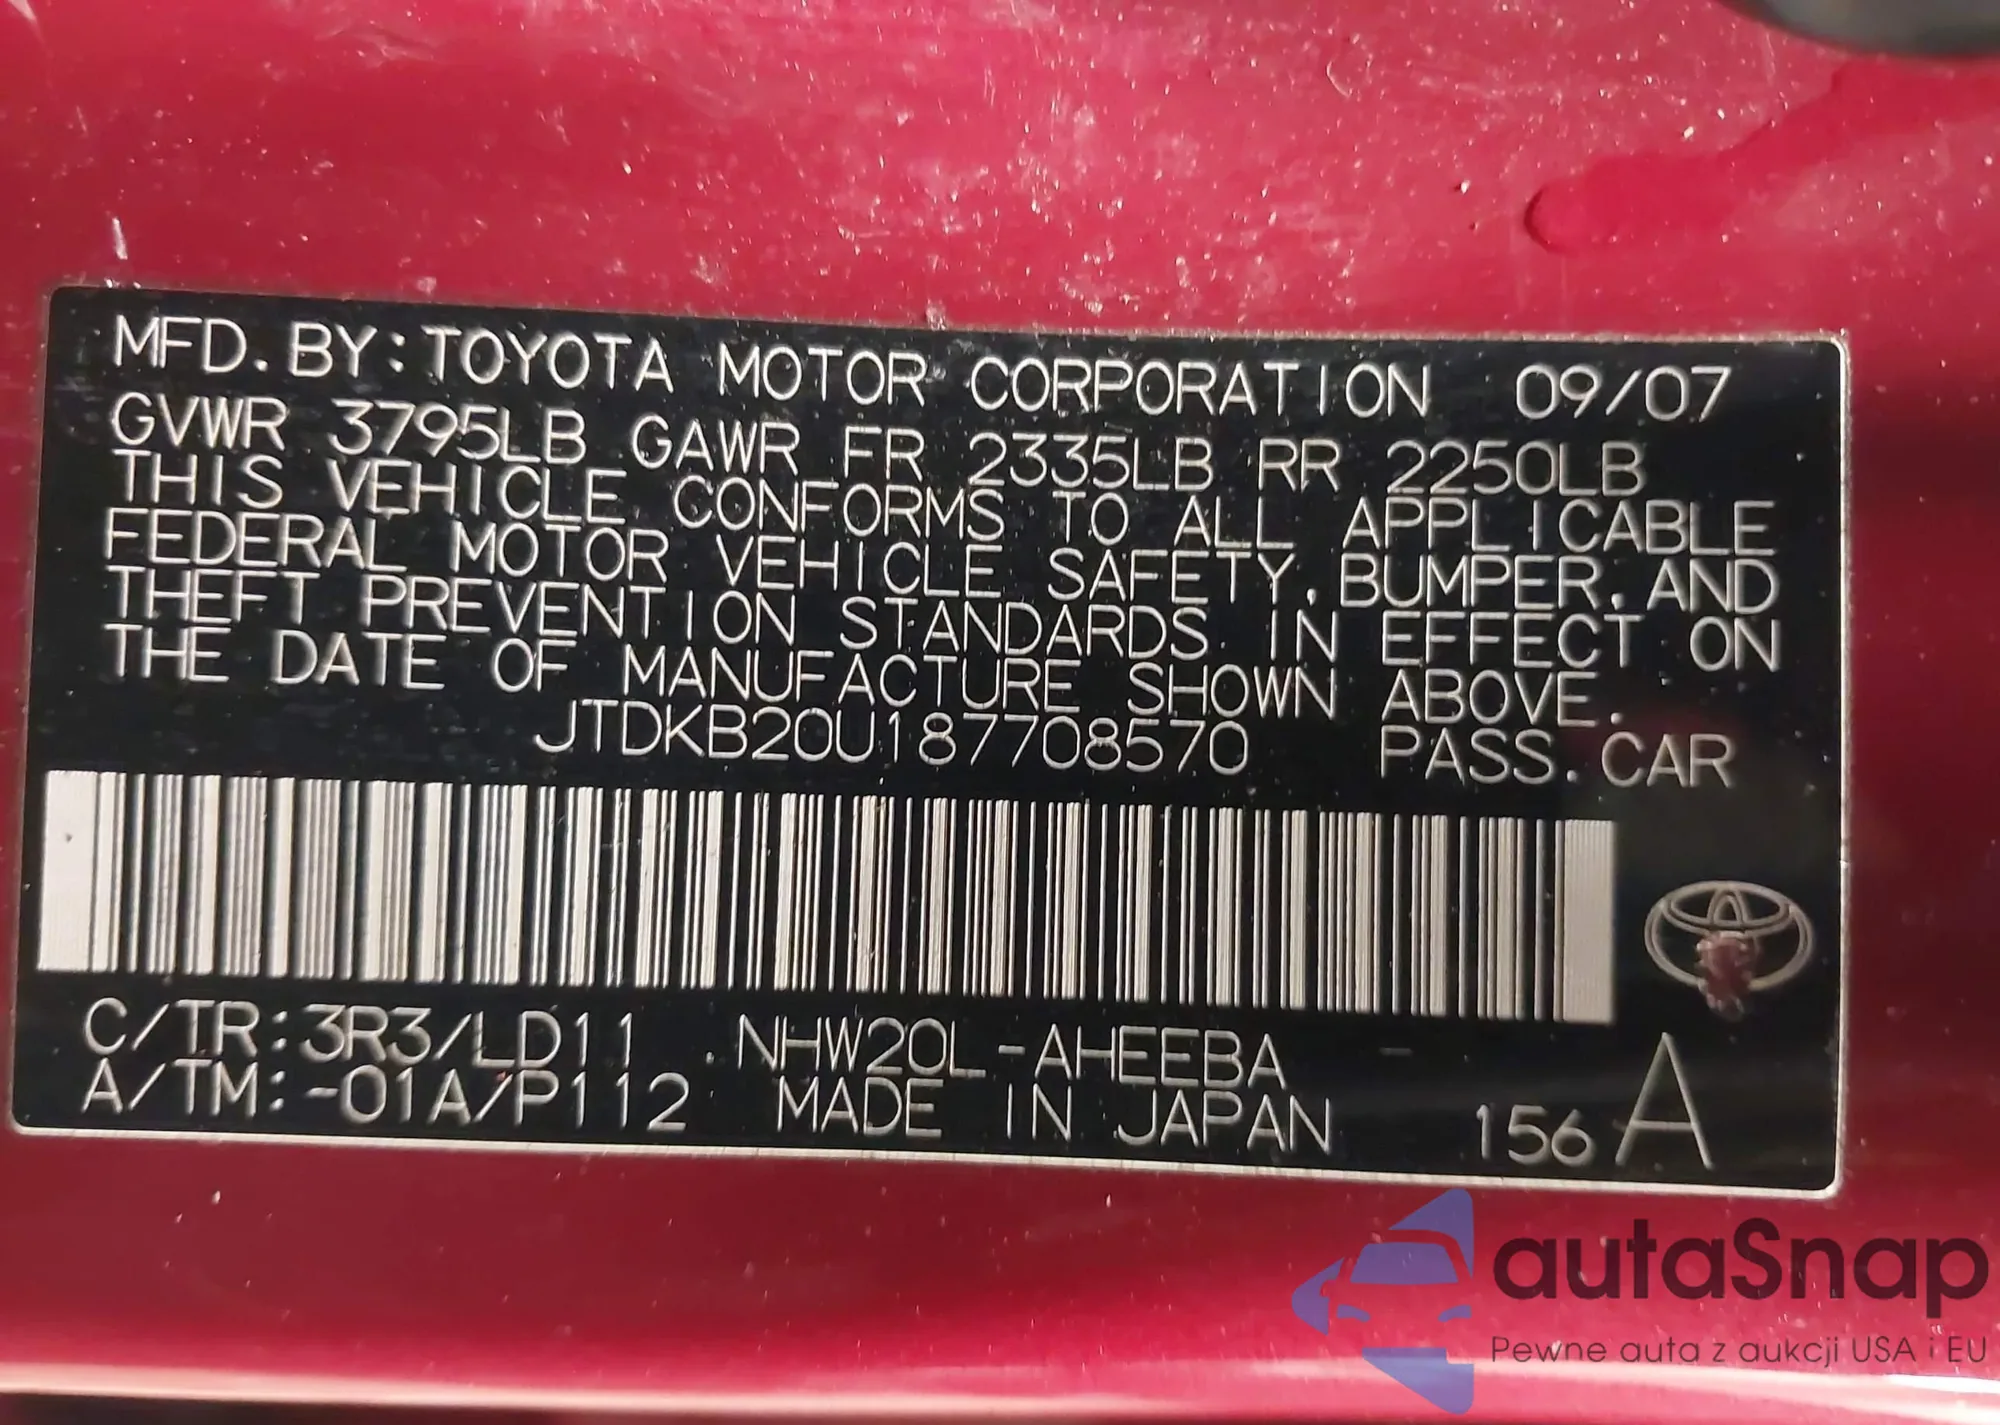 MFD. BY: TOYOTA MOTOR CORPORATION 09/07
GVWR 3795LB GAWR FR 2335LB RR 2250LB
THIS VEHICLE CONFORMS TO ALL APPLICABLE
FEDERAL MOTOR VEHICLE SAFETY, BUMPER, AND
THEFT PREVENTION STANDARDS IN EFFECT ON
THE DATE OF MANUFACTURE SHOWN ABOVE.
JTDKB20U187708570 PASS. CAR
C/TR: 3R3/LD11 NHW20L-AHEEBA -
A/TM: -01A/P112 MADE IN JAPAN 156 A
autaSnap
Pewne auta z aukcji USA i EU